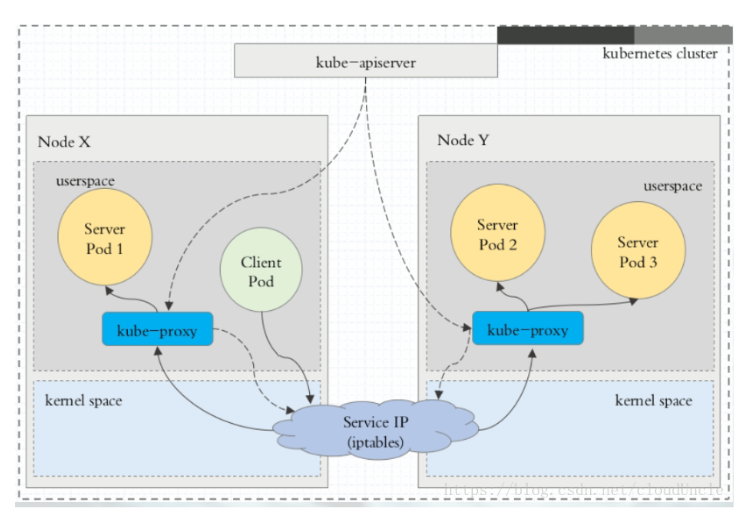 kube-apiserver
kubernetes cluster
Node X
userspace
Server
Pod 1
Client
Pod
kube-proxy
kernel space
Node Y
userspace
Server
Pod 2
Server
Pod 3
kube-proxy
kernel space
Service IP
(iptables)
https://blog.csdn.net/cloudUncle